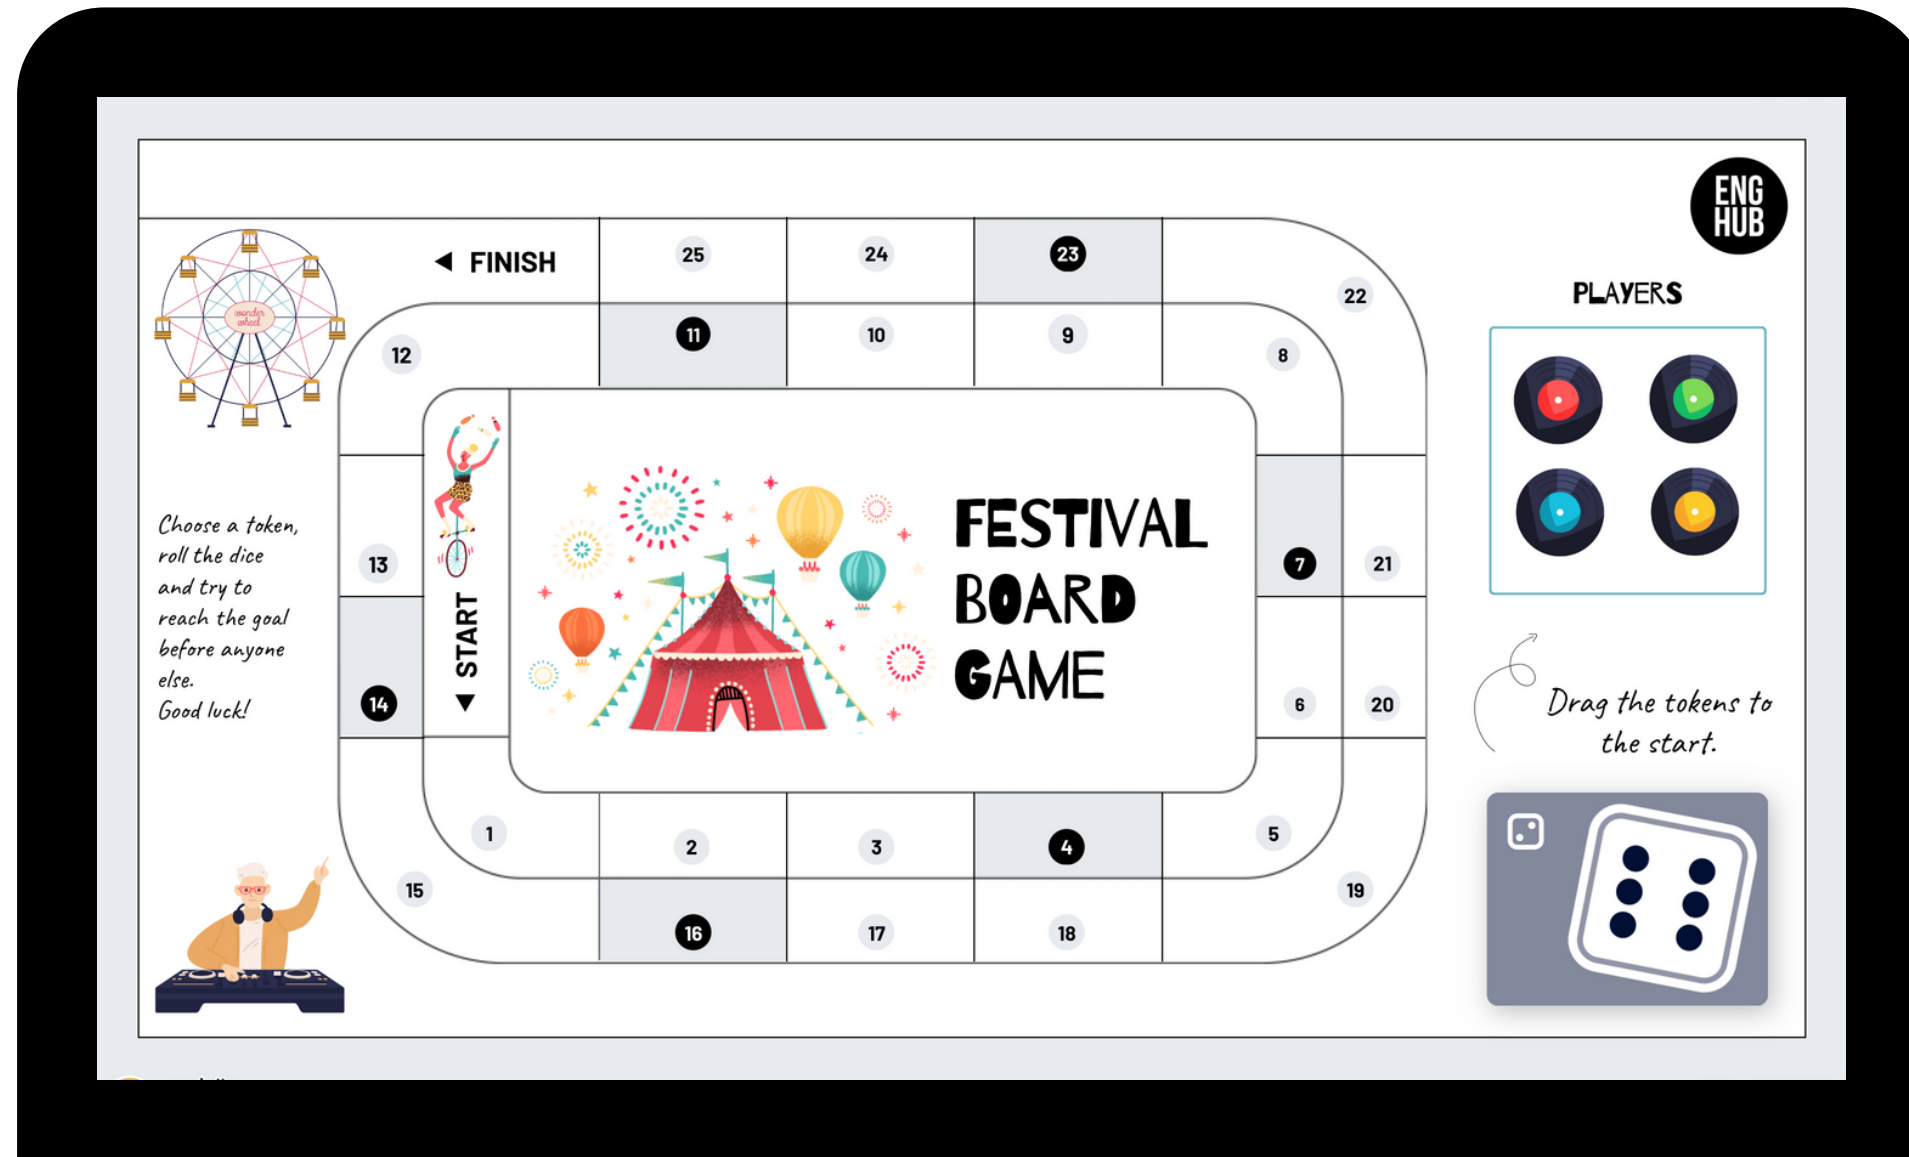 ENG
HUB
FINISH
25
24
23
22
PLAYERS
wonder
wheel
12
11
10
9
8
Choose a token,
roll the dice
and try to
reach the goal
before anyone
else.
Good luck!
13
14
START
FESTIVAL
BOARD
GAME
7
21
6
20
Drag the tokens to
the start.
1
2
3
4
5
15
16
17
18
19